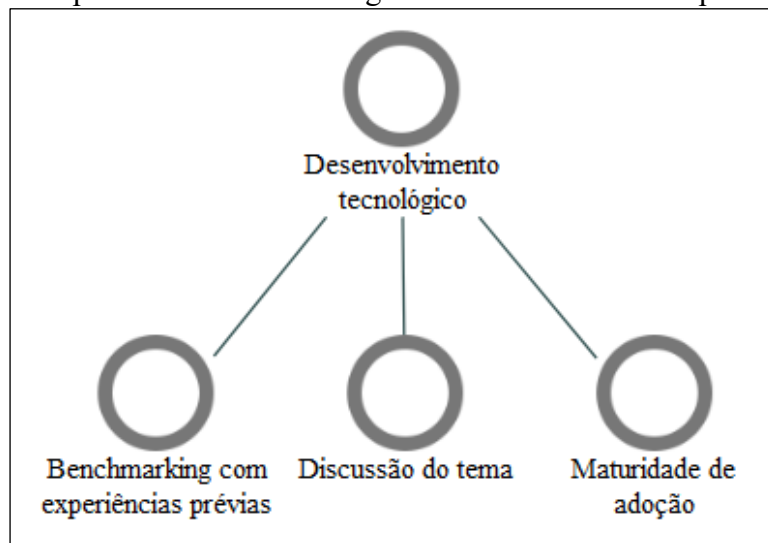 Desenvolvimento
tecnológico
Benchmarking com
experiências prévias
Discussão do tema
Maturidade de
adoção